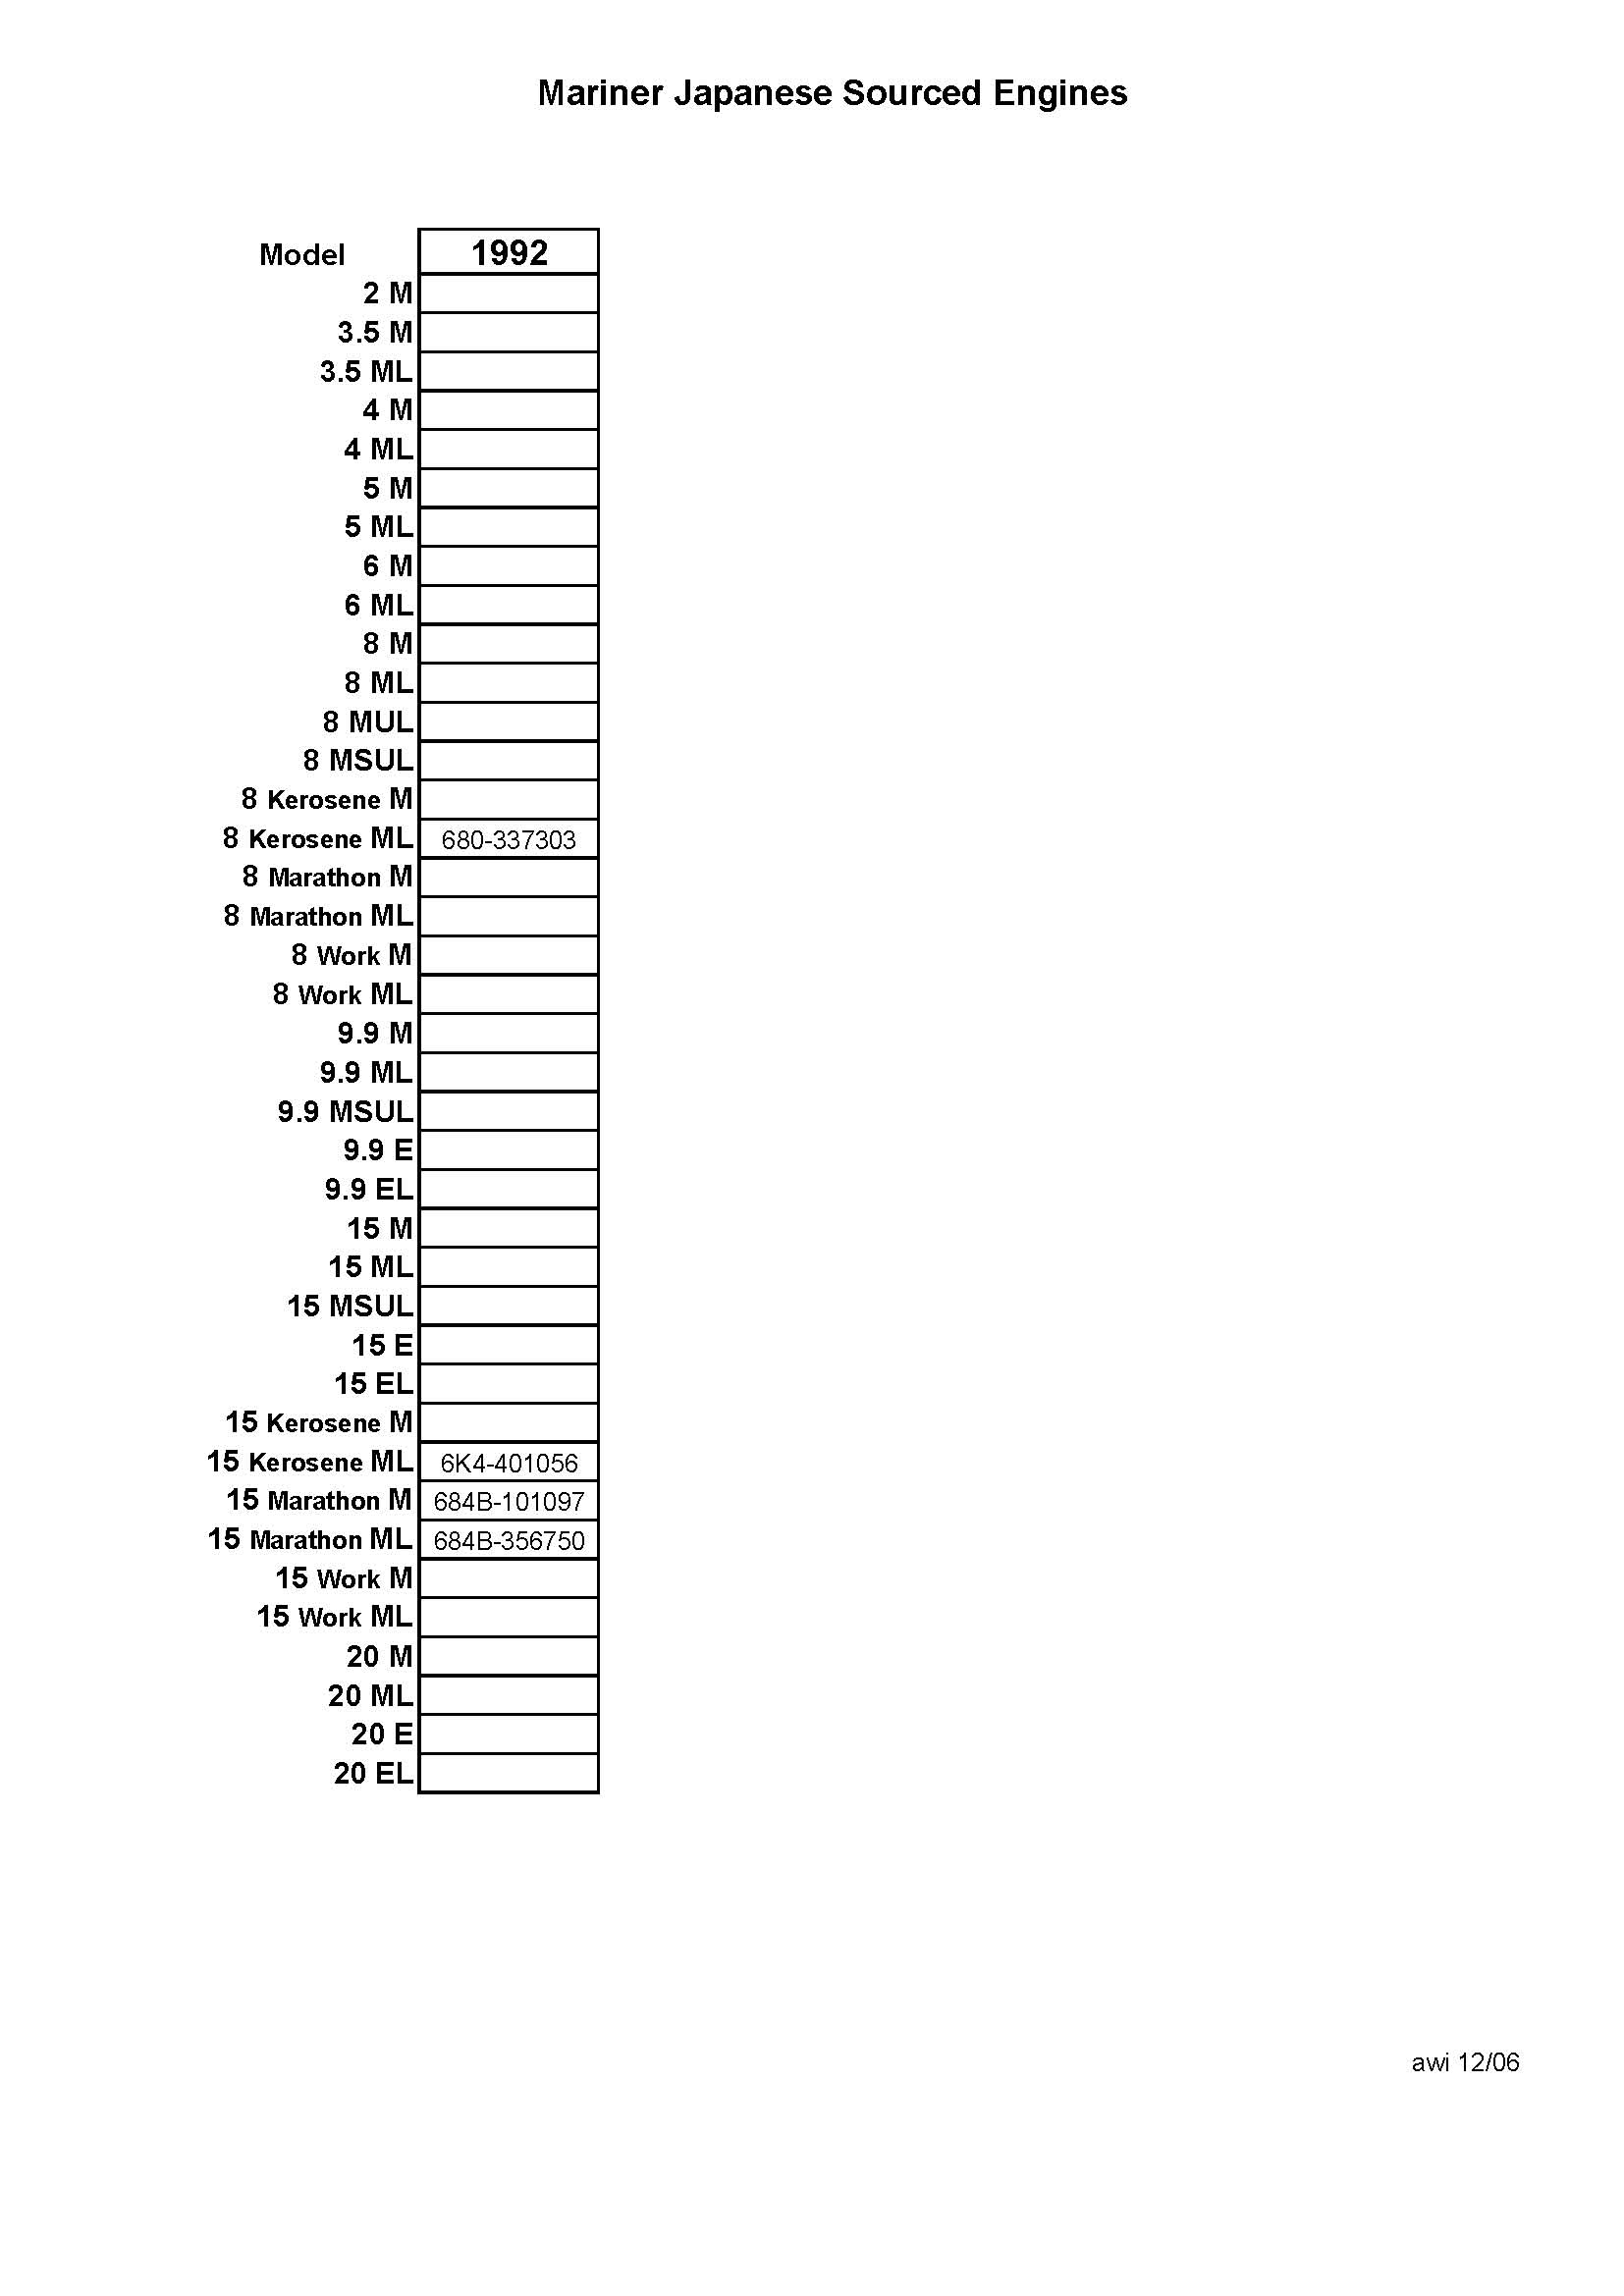 Mariner Japanese Sourced Engines
Model 1992
2 M
3.5 M
3.5 ML
4 M
4 ML
5 M
5 ML
6 M
6 ML
8 M
8 ML
8 MUL
8 MSUL
8 Kerosene M
8 Kerosene ML 680-337303
8 Marathon M
8 Marathon ML
8 Work M
8 Work ML
9.9 M
9.9 ML
9.9 MSUL
9.9 E
9.9 EL
15 M
15 ML
15 MSUL
15 E
15 EL
15 Kerosene M
15 Kerosene ML 6K4-401056
15 Marathon M 684B-101097
15 Marathon ML 684B-356750
15 Work M
15 Work ML
20 M
20 ML
20 E
20 EL
awi 12/06